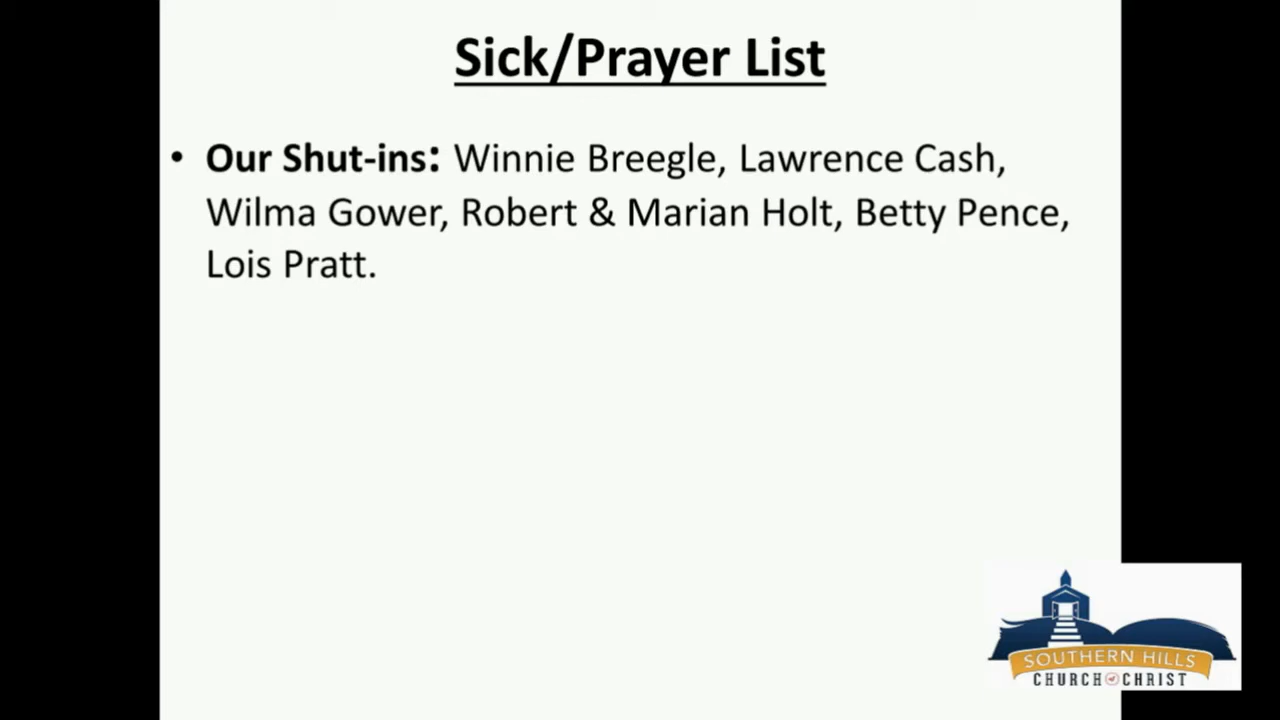 Sick/Prayer List
• Our Shut-ins: Winnie Breegle, Lawrence Cash,
Wilma Gower, Robert & Marian Holt, Betty Pence,
Lois Pratt.
SOUTHERN HILLS
CHURCH OF CHRIST